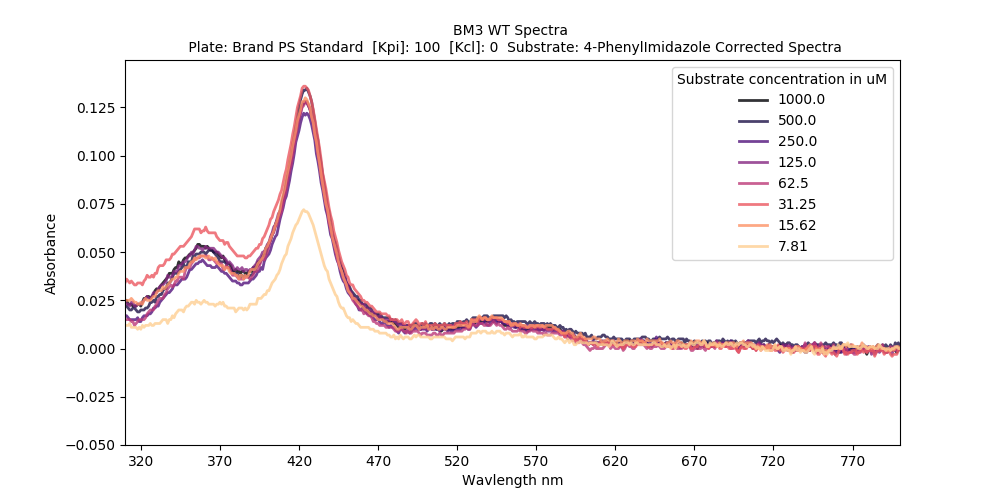 BM3 WT Spectra
Plate: Brand PS Standard  [Kpi]: 100  [Kcl]: 0  Substrate: 4-PhenylImidazole Corrected Spectra
Substrate concentration in uM
1000.0
500.0
250.0
125.0
62.5
31.25
15.62
7.81
Absorbance
0.125
0.100
0.075
0.050
0.025
0.000
−0.025
−0.050
320 370 420 470 520 570 620 670 720 770
Wavlength nm